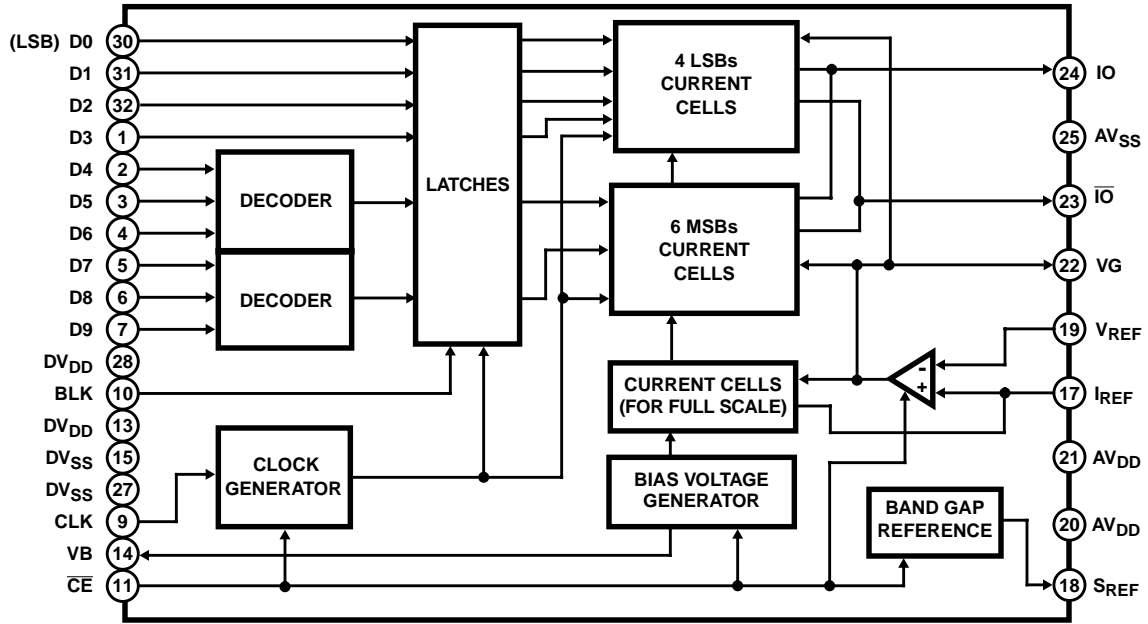 (LSB) D0 30
D1 31
D2 32
D3 1
D4 2
D5 3
D6 4
D7 5
D8 6
D9 7
DVDD 28
BLK 10
DVDD 13
DVSS 15
DVSS 27
CLK 9
VB 14
CE 11
DECODER
DECODER
CLOCK
GENERATOR
LATCHES
4 LSBs
CURRENT
CELLS
6 MSBs
CURRENT
CELLS
CURRENT CELLS
(FOR FULL SCALE)
BIAS VOLTAGE
GENERATOR
-
+
BAND GAP
REFERENCE
24 IO
25 AVSS
23 IO
22 VG
19 VREF
17 IREF
21 AVDD
20 AVDD
18 SREF